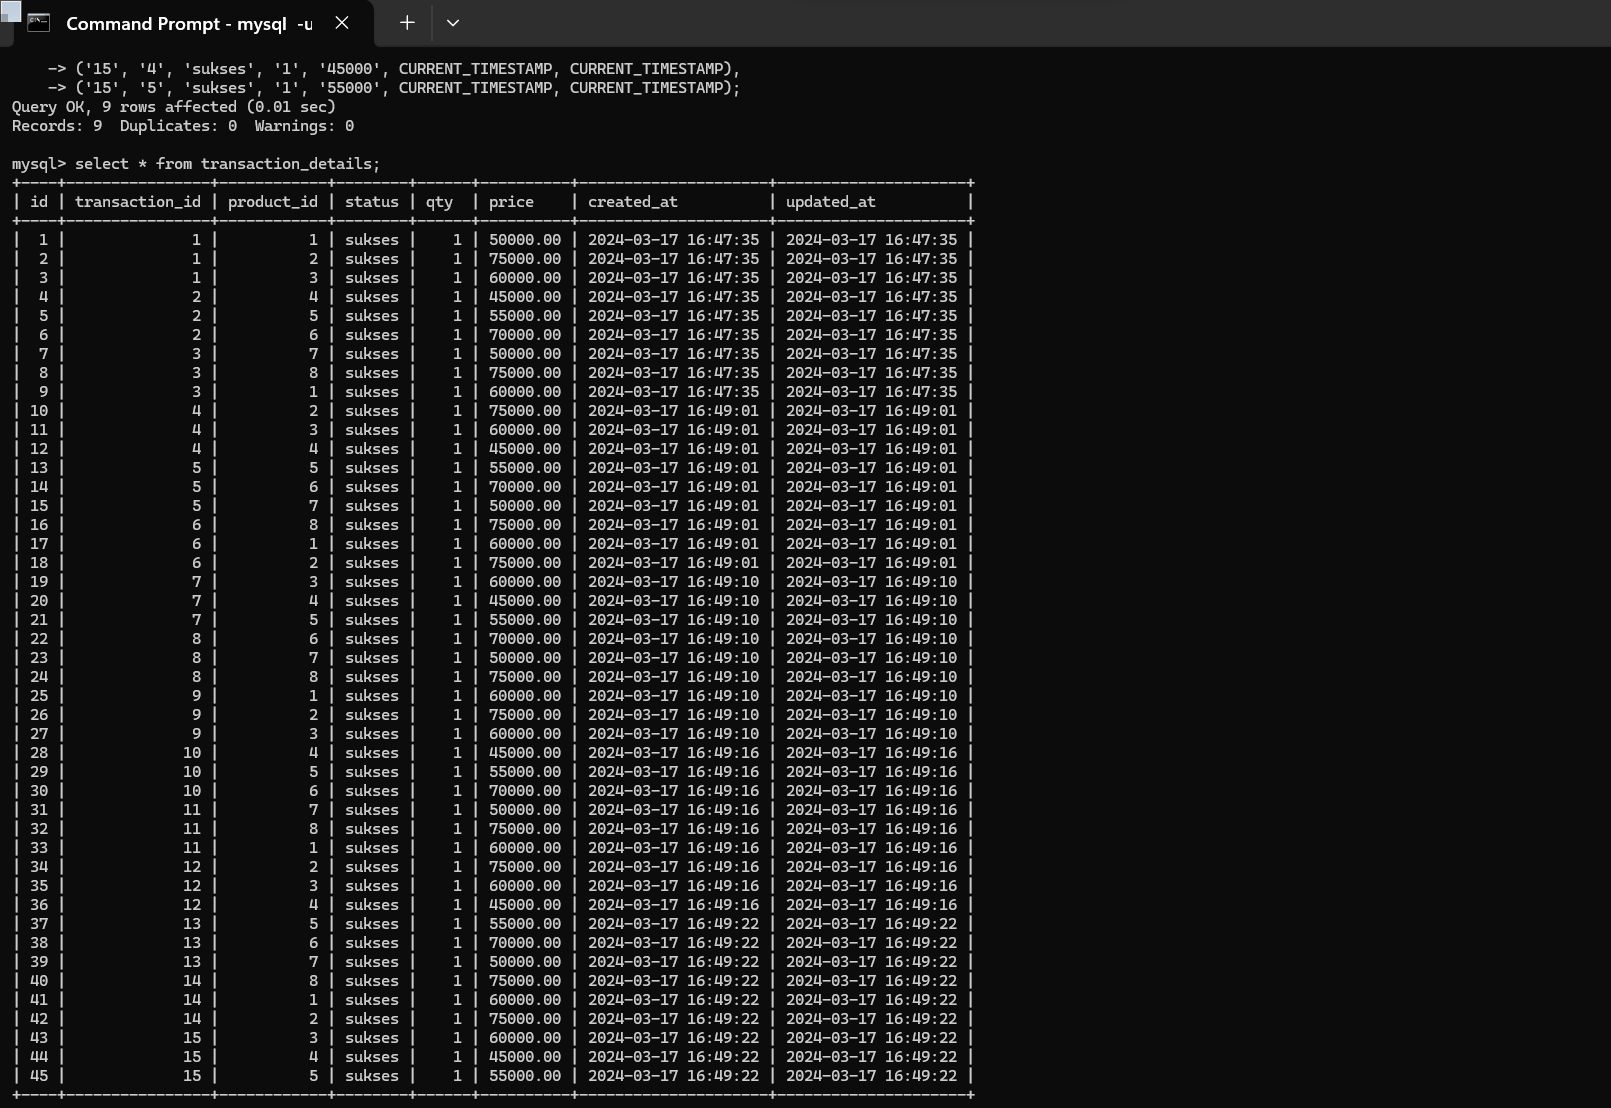 Command Prompt - mysql  -u
    -> ('15', '4', 'sukses', '1', '45000', CURRENT_TIMESTAMP, CURRENT_TIMESTAMP),
    -> ('15', '5', 'sukses', '1', '55000', CURRENT_TIMESTAMP, CURRENT_TIMESTAMP);
Query OK, 9 rows affected (0.01 sec)
Records: 9  Duplicates: 0  Warnings: 0
mysql> select * from transaction_details;
+----+----------------+------------+--------+------+----------+---------------------+---------------------+
| id | transaction_id | product_id | status | qty  | price    | created_at          | updated_at          |
+----+----------------+------------+--------+------+----------+---------------------+---------------------+
|  1 |              1 |          1 | sukses |    1 | 50000.00 | 2024-03-17 16:47:35 | 2024-03-17 16:47:35 |
|  2 |              1 |          2 | sukses |    1 | 75000.00 | 2024-03-17 16:47:35 | 2024-03-17 16:47:35 |
|  3 |              1 |          3 | sukses |    1 | 60000.00 | 2024-03-17 16:47:35 | 2024-03-17 16:47:35 |
|  4 |              2 |          4 | sukses |    1 | 45000.00 | 2024-03-17 16:47:35 | 2024-03-17 16:47:35 |
|  5 |              2 |          5 | sukses |    1 | 55000.00 | 2024-03-17 16:47:35 | 2024-03-17 16:47:35 |
|  6 |              2 |          6 | sukses |    1 | 70000.00 | 2024-03-17 16:47:35 | 2024-03-17 16:47:35 |
|  7 |              3 |          7 | sukses |    1 | 50000.00 | 2024-03-17 16:47:35 | 2024-03-17 16:47:35 |
|  8 |              3 |          8 | sukses |    1 | 75000.00 | 2024-03-17 16:47:35 | 2024-03-17 16:47:35 |
|  9 |              3 |          1 | sukses |    1 | 60000.00 | 2024-03-17 16:47:35 | 2024-03-17 16:47:35 |
| 10 |              4 |          2 | sukses |    1 | 75000.00 | 2024-03-17 16:49:01 | 2024-03-17 16:49:01 |
| 11 |              4 |          3 | sukses |    1 | 60000.00 | 2024-03-17 16:49:01 | 2024-03-17 16:49:01 |
| 12 |              4 |          4 | sukses |    1 | 45000.00 | 2024-03-17 16:49:01 | 2024-03-17 16:49:01 |
| 13 |              5 |          5 | sukses |    1 | 55000.00 | 2024-03-17 16:49:01 | 2024-03-17 16:49:01 |
| 14 |              5 |          6 | sukses |    1 | 70000.00 | 2024-03-17 16:49:01 | 2024-03-17 16:49:01 |
| 15 |              5 |          7 | sukses |    1 | 50000.00 | 2024-03-17 16:49:01 | 2024-03-17 16:49:01 |
| 16 |              6 |          8 | sukses |    1 | 75000.00 | 2024-03-17 16:49:01 | 2024-03-17 16:49:01 |
| 17 |              6 |          1 | sukses |    1 | 60000.00 | 2024-03-17 16:49:01 | 2024-03-17 16:49:01 |
| 18 |              6 |          2 | sukses |    1 | 75000.00 | 2024-03-17 16:49:01 | 2024-03-17 16:49:01 |
| 19 |              7 |          3 | sukses |    1 | 60000.00 | 2024-03-17 16:49:10 | 2024-03-17 16:49:10 |
| 20 |              7 |          4 | sukses |    1 | 45000.00 | 2024-03-17 16:49:10 | 2024-03-17 16:49:10 |
| 21 |              7 |          5 | sukses |    1 | 55000.00 | 2024-03-17 16:49:10 | 2024-03-17 16:49:10 |
| 22 |              8 |          6 | sukses |    1 | 70000.00 | 2024-03-17 16:49:10 | 2024-03-17 16:49:10 |
| 23 |              8 |          7 | sukses |    1 | 50000.00 | 2024-03-17 16:49:10 | 2024-03-17 16:49:10 |
| 24 |              8 |          8 | sukses |    1 | 75000.00 | 2024-03-17 16:49:10 | 2024-03-17 16:49:10 |
| 25 |              9 |          1 | sukses |    1 | 60000.00 | 2024-03-17 16:49:10 | 2024-03-17 16:49:10 |
| 26 |              9 |          2 | sukses |    1 | 75000.00 | 2024-03-17 16:49:10 | 2024-03-17 16:49:10 |
| 27 |              9 |          3 | sukses |    1 | 60000.00 | 2024-03-17 16:49:10 | 2024-03-17 16:49:10 |
| 28 |             10 |          4 | sukses |    1 | 45000.00 | 2024-03-17 16:49:16 | 2024-03-17 16:49:16 |
| 29 |             10 |          5 | sukses |    1 | 55000.00 | 2024-03-17 16:49:16 | 2024-03-17 16:49:16 |
| 30 |             10 |          6 | sukses |    1 | 70000.00 | 2024-03-17 16:49:16 | 2024-03-17 16:49:16 |
| 31 |             11 |          7 | sukses |    1 | 50000.00 | 2024-03-17 16:49:16 | 2024-03-17 16:49:16 |
| 32 |             11 |          8 | sukses |    1 | 75000.00 | 2024-03-17 16:49:16 | 2024-03-17 16:49:16 |
| 33 |             11 |          1 | sukses |    1 | 60000.00 | 2024-03-17 16:49:16 | 2024-03-17 16:49:16 |
| 34 |             12 |          2 | sukses |    1 | 75000.00 | 2024-03-17 16:49:16 | 2024-03-17 16:49:16 |
| 35 |             12 |          3 | sukses |    1 | 60000.00 | 2024-03-17 16:49:16 | 2024-03-17 16:49:16 |
| 36 |             12 |          4 | sukses |    1 | 45000.00 | 2024-03-17 16:49:16 | 2024-03-17 16:49:16 |
| 37 |             13 |          5 | sukses |    1 | 55000.00 | 2024-03-17 16:49:22 | 2024-03-17 16:49:22 |
| 38 |             13 |          6 | sukses |    1 | 70000.00 | 2024-03-17 16:49:22 | 2024-03-17 16:49:22 |
| 39 |             13 |          7 | sukses |    1 | 50000.00 | 2024-03-17 16:49:22 | 2024-03-17 16:49:22 |
| 40 |             14 |          8 | sukses |    1 | 75000.00 | 2024-03-17 16:49:22 | 2024-03-17 16:49:22 |
| 41 |             14 |          1 | sukses |    1 | 60000.00 | 2024-03-17 16:49:22 | 2024-03-17 16:49:22 |
| 42 |             14 |          2 | sukses |    1 | 75000.00 | 2024-03-17 16:49:22 | 2024-03-17 16:49:22 |
| 43 |             15 |          3 | sukses |    1 | 60000.00 | 2024-03-17 16:49:22 | 2024-03-17 16:49:22 |
| 44 |             15 |          4 | sukses |    1 | 45000.00 | 2024-03-17 16:49:22 | 2024-03-17 16:49:22 |
| 45 |             15 |          5 | sukses |    1 | 55000.00 | 2024-03-17 16:49:22 | 2024-03-17 16:49:22 |
+----+----------------+------------+--------+------+----------+---------------------+---------------------+